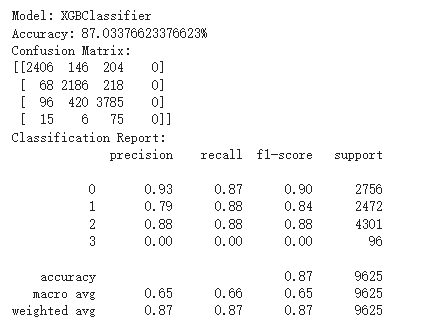 Model: XGBClassifier
Accuracy: 87.03376623376623%
Confusion Matrix:
[[2406 146 204 0]
[ 68 2186 218 0]
[ 96 420 3785 0]
[ 15 6 75 0]]
Classification Report:
precision recall f1-score support
0 0.93 0.87 0.90 2756
1 0.79 0.88 0.84 2472
2 0.88 0.88 0.88 4301
3 0.00 0.00 0.00 96
accuracy 0.87 9625
macro avg 0.65 0.66 0.65 9625
weighted avg 0.87 0.87 0.87 9625